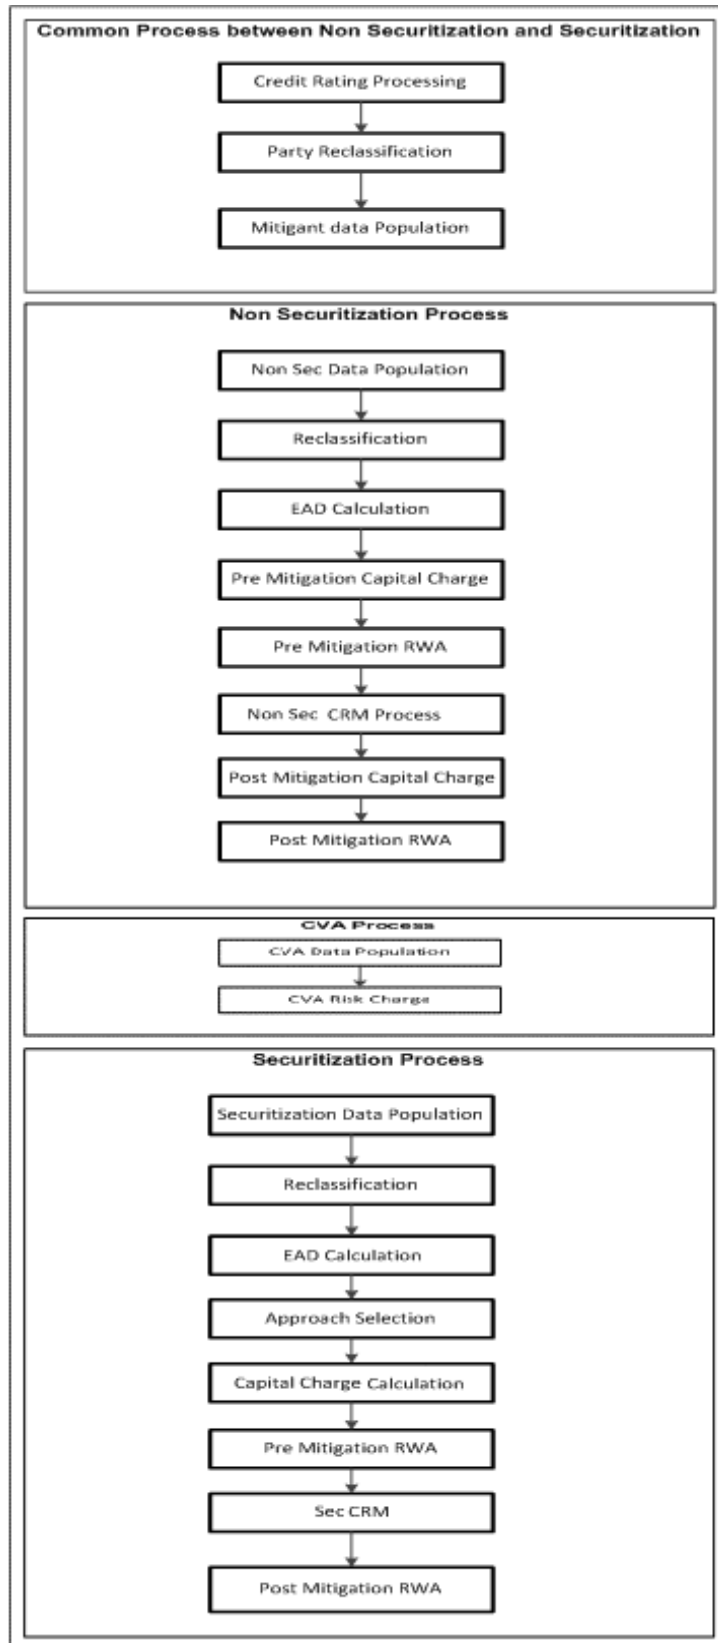 Common Process between Non Securitization and Securitization
Credit Rating Processing
Party Reclassification
Mitigant data Population
Non Securitization Process
Non Sec Data Population
Reclassification
EAD Calculation
Pre Mitigation Capital Charge
Pre Mitigation RWA
Non Sec CRM Process
Post Mitigation Capital Charge
Post Mitigation RWA
CVA Process
CVA Data Population
CVA Risk Charge
Securitization Process
Securitization Data Population
Reclassification
EAD Calculation
Approach Selection
Capital Charge Calculation
Pre Mitigation RWA
Sec CRM
Post Mitigation RWA